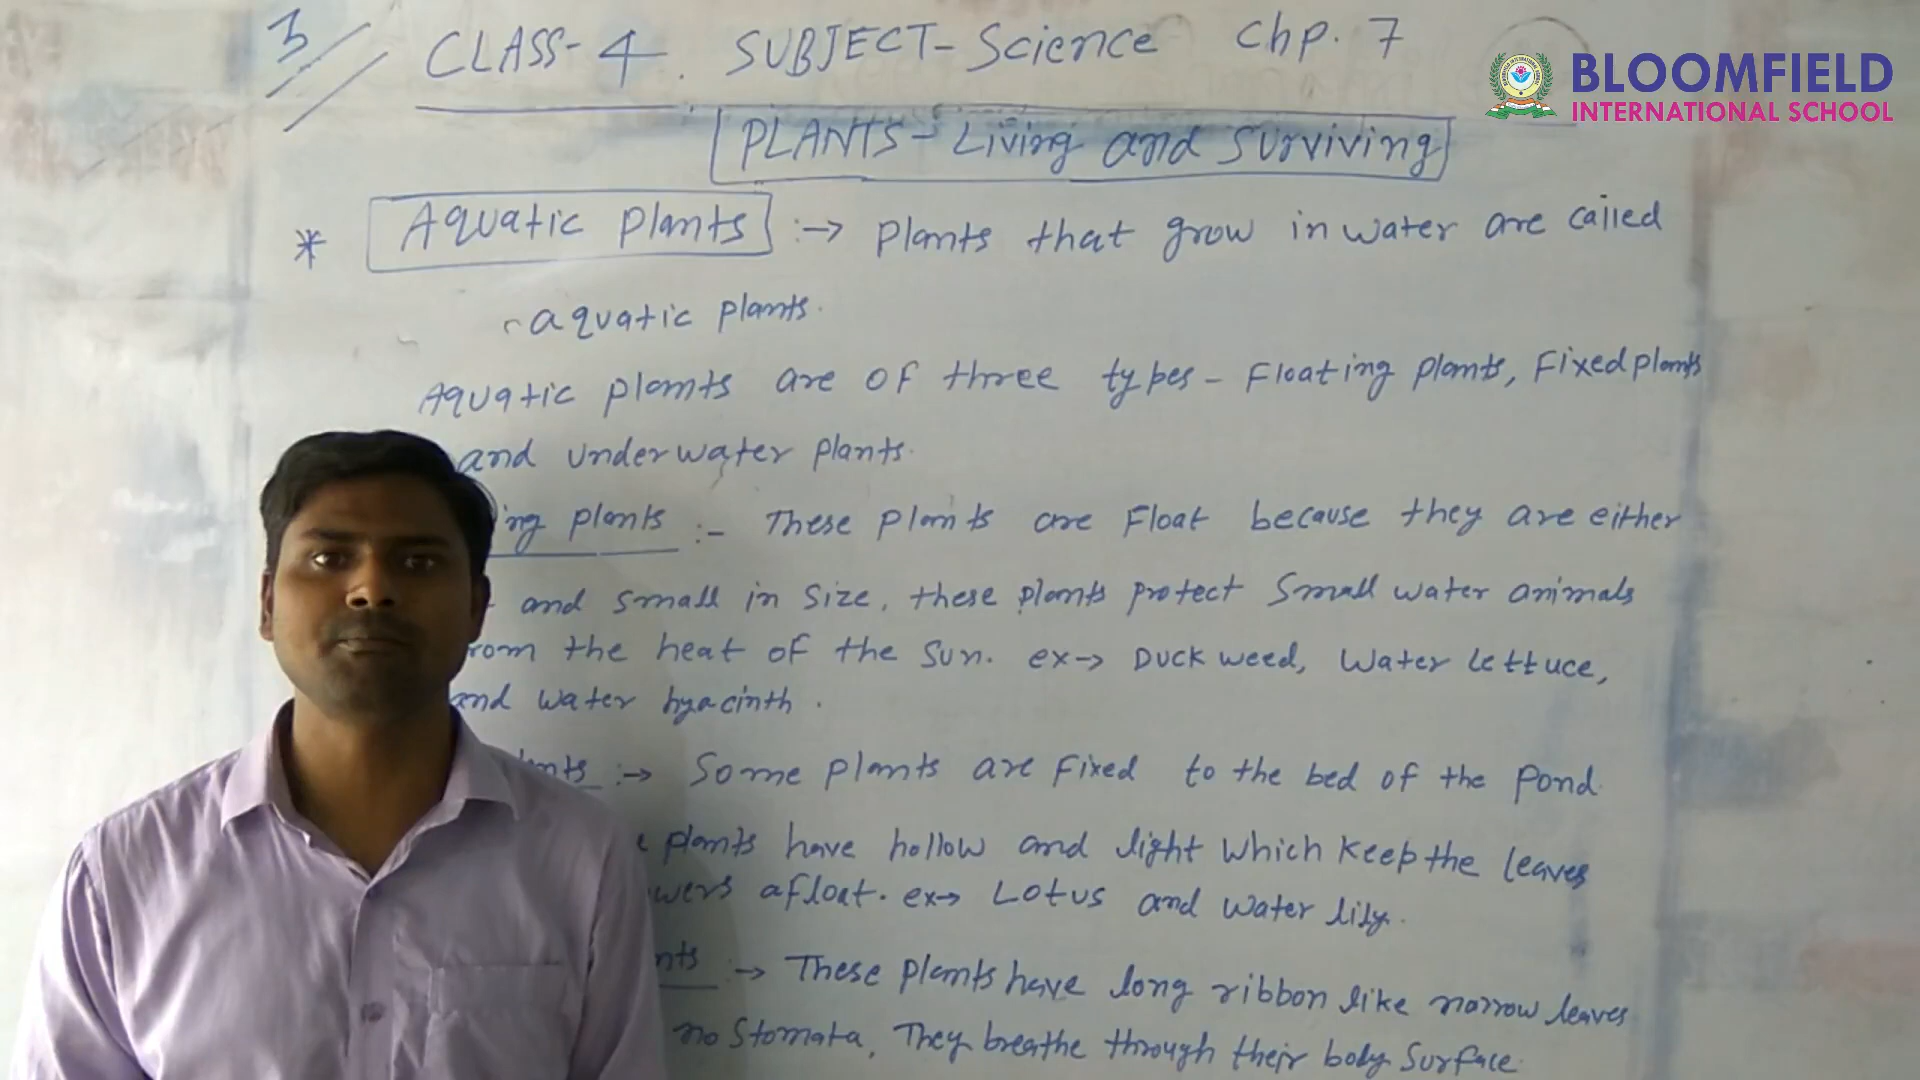 3
CLASS-4. SUBJECT-Science Chp. 7
BLOOMFIELD
INTERNATIONAL SCHOOL
PLANTS- Living and Surviving
* Aquatic Plants :→ Plants that grow in water are called
aquatic plants.
Aquatic plants are of three types - Floating plants, Fixed plants
and underwater plants.
ing plants :- These plants are Float because they are either
and small in size, these plants protect small water animals
rom the heat of the Sun. ex→ Duck weed, Water lettuce,
and water hyacinth.
lants :→ Some plants are fixed to the bed of the pond.
e plants have hollow and light which keep the leaves
wers afloat. ex→ Lotus and water lily.
nts :→ These plants have long ribbon like narrow leaves
no stomata, They breathe through their body surface.